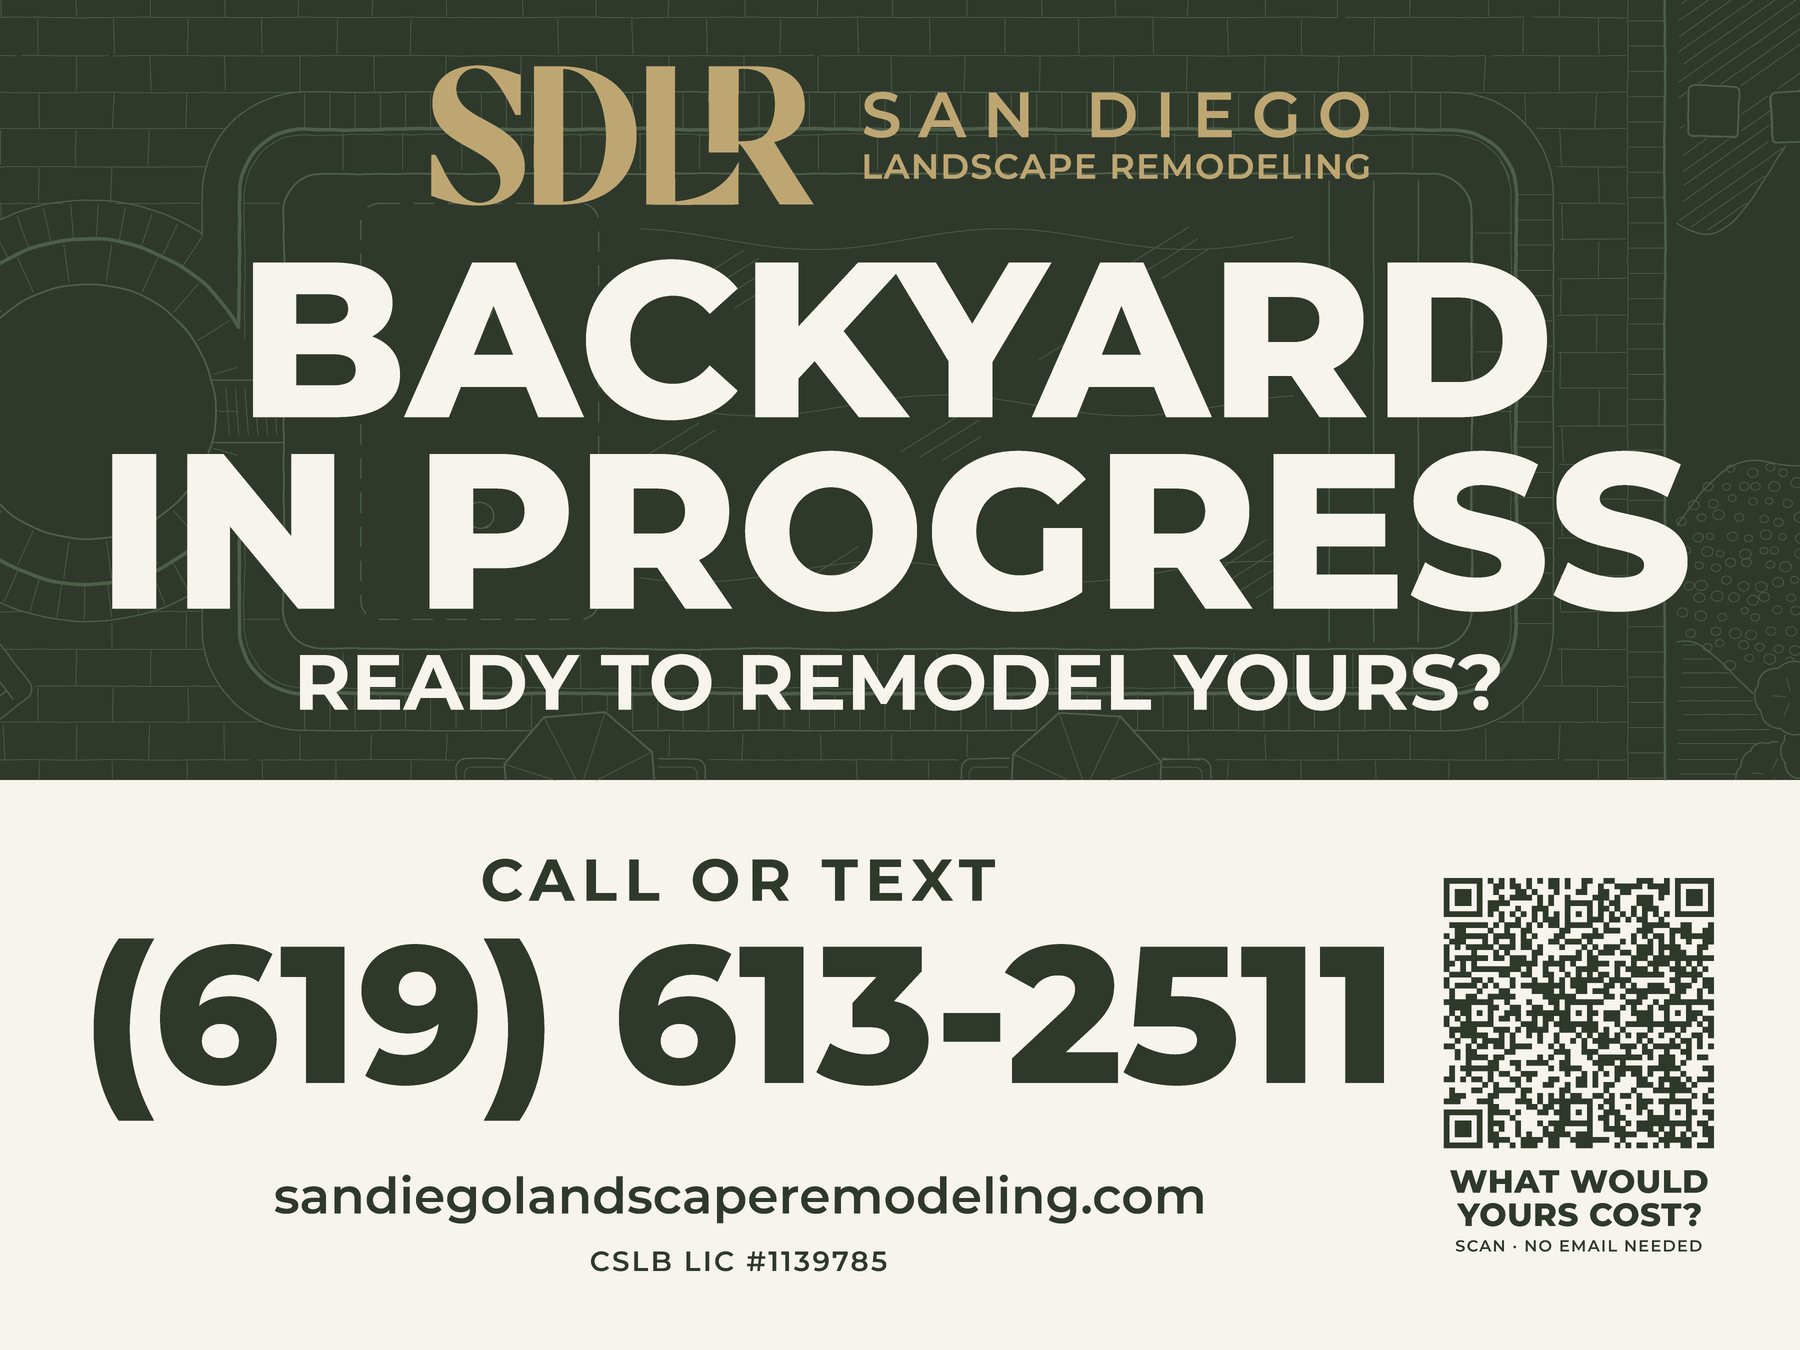 SDLR
SAN DIEGO
LANDSCAPE REMODELING
BACKYARD
IN PROGRESS
READY TO REMODEL YOURS?
CALL OR TEXT
(619) 613-2511
sandiegolandscaperemodeling.com
CSLB LIC #1139785
WHAT WOULD
YOURS COST?
SCAN · NO EMAIL NEEDED